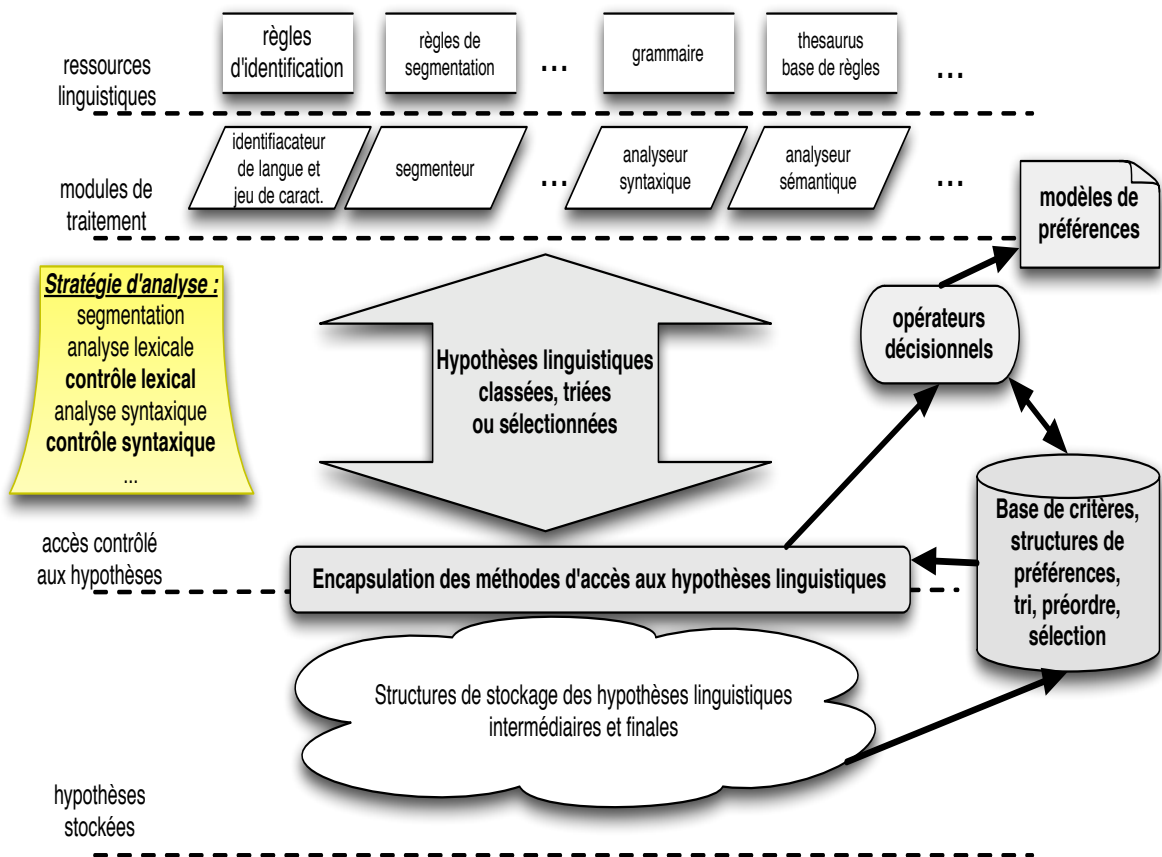 ressources
linguistiques
règles
d'identification
règles de
segmentation
...
grammaire
thesaurus
base de règles
...
modules de
traitement
identifiacateur
de langue et
jeu de caract.
segmenteur
...
analyseur
syntaxique
analyseur
sémantique
...
modèles de
préférences
Stratégie d'analyse :
segmentation
analyse lexicale
contrôle lexical
analyse syntaxique
contrôle syntaxique
...
Hypothèses linguistiques
classées, triées
ou sélectionnées
opérateurs
décisionnels
Base de critères,
structures de
préférences,
tri, préordre,
sélection
accès contrôlé
aux hypothèses
Encapsulation des méthodes d'accès aux hypothèses linguistiques
Structures de stockage des hypothèses linguistiques
intermédiaires et finales
hypothèses
stockées